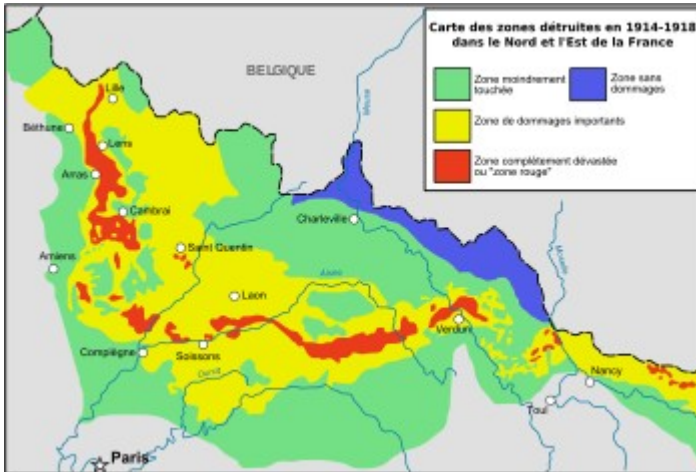 Carte des zones détruites en 1914-1918
dans le Nord et l'Est de la France
Zone moindrement
touchée
Zone sans
dommages
Zone de dommages importants
Zone complètement dévastée
ou "zone rouge"
BELGIQUE
Lille
Béthune
Lens
Arras
Cambrai
Amiens
Saint Quentin
Laon
Compiègne
Soissons
Charleville
Meuse
Aisne
Verdun
Moselle
Nancy
Toul
Paris